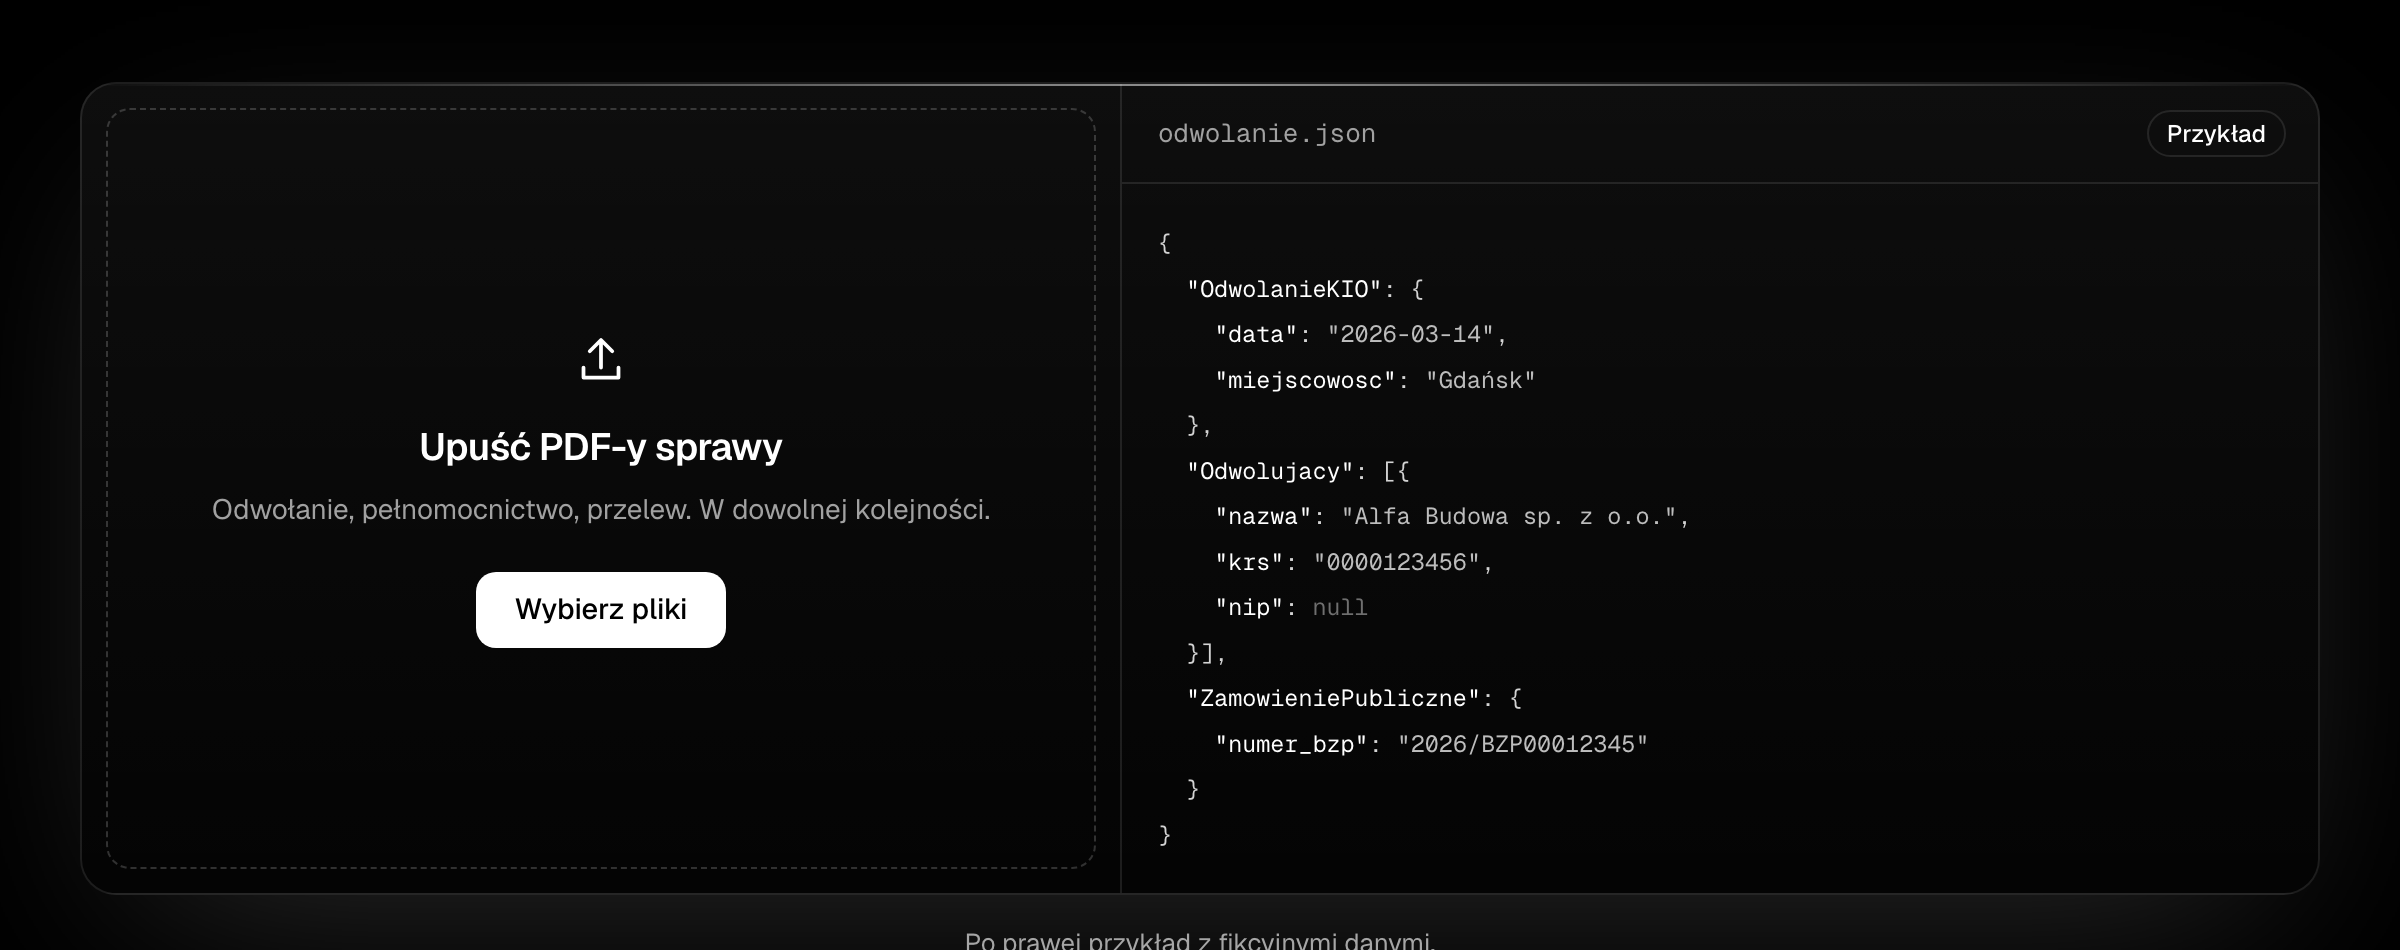 Upuść PDF-y sprawy
Odwołanie, pełnomocnictwo, przelew. W dowolnej kolejności.
Wybierz pliki
odwolanie.json
Przykład
{
"OdwolanieKIO": {
"data": "2026-03-14",
"miejscowosc": "Gdańsk"
},
"Odwolujacy": [{
"nazwa": "Alfa Budowa sp. z o.o.",
"krs": "0000123456",
"nip": null
}],
"ZamowieniePubliczne": {
"numer_bzp": "2026/BZP00012345"
}
}
Po prawej przykład z fikcyjnymi danymi.